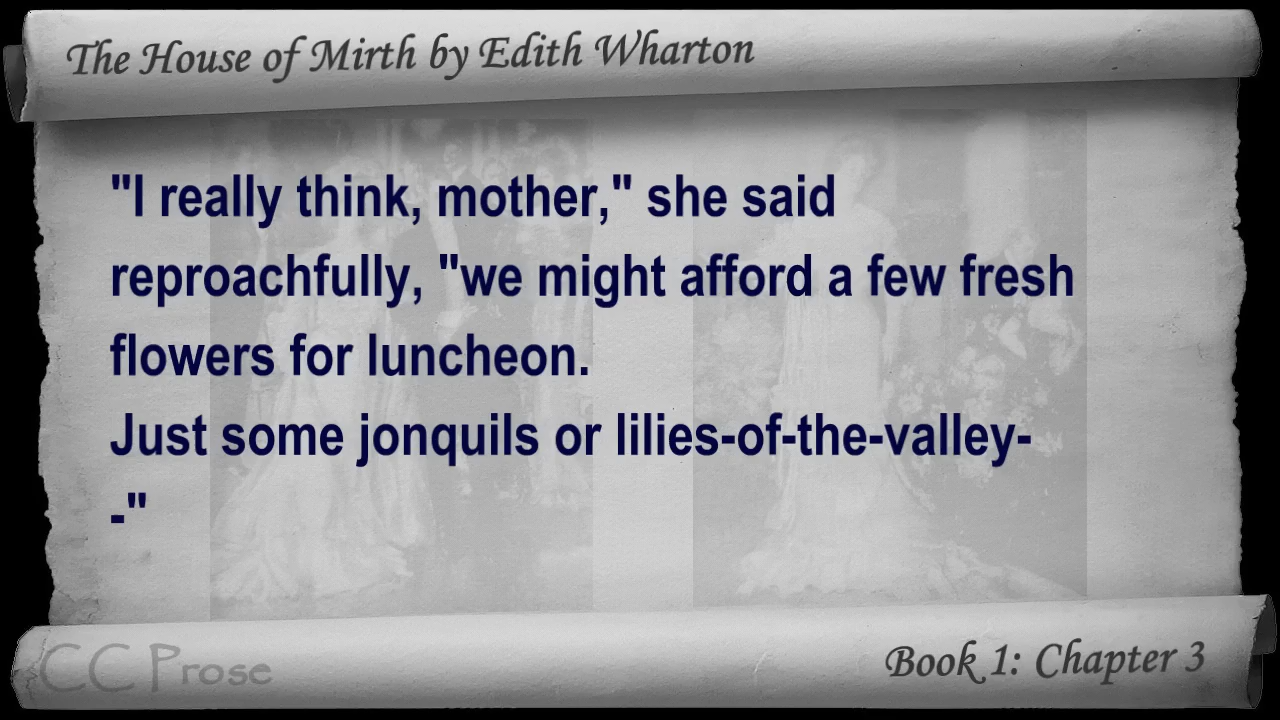 The House of Mirth by Edith Wharton
"I really think, mother," she said
reproachfully, "we might afford a few fresh
flowers for luncheon.
Just some jonquils or lilies-of-the-valley-
-"
CC Prose
Book 1: Chapter 3